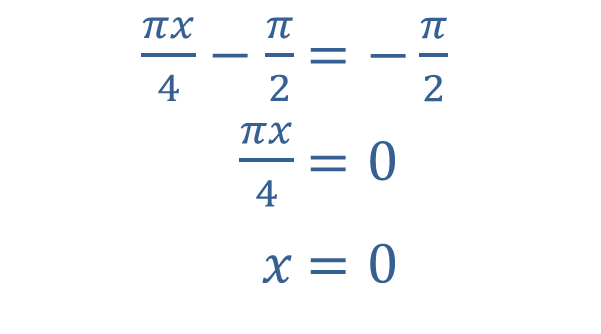 πx/4 − π/2 = − π/2
πx/4 = 0
x = 0